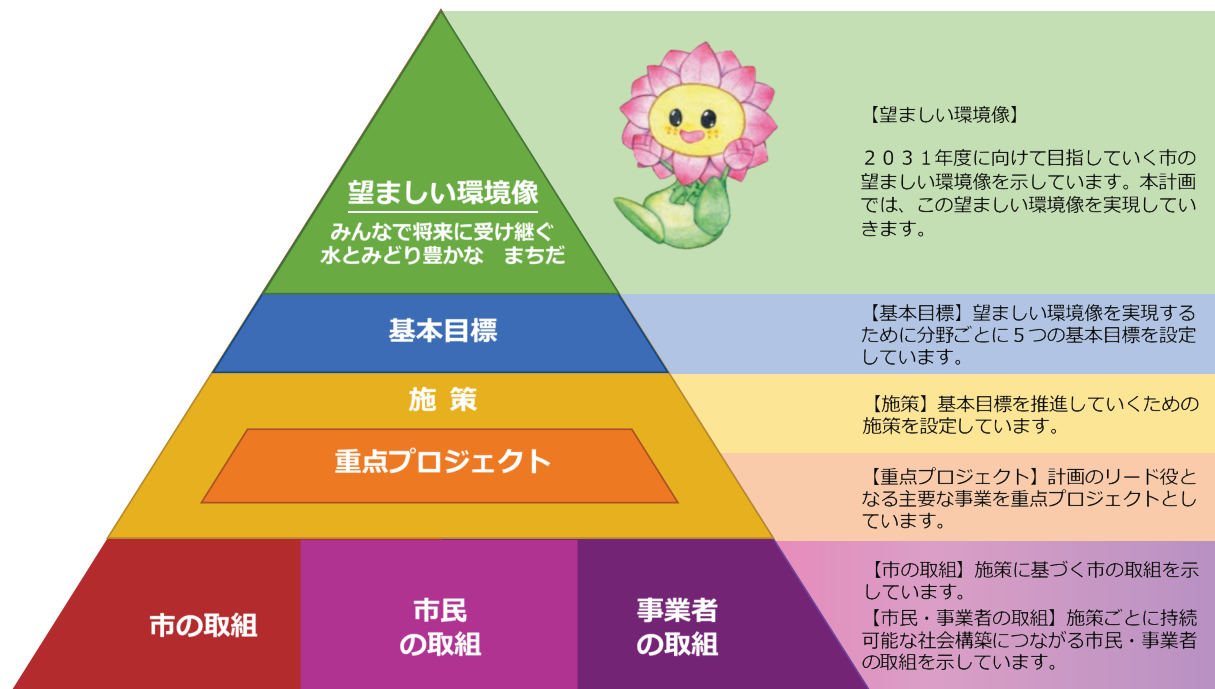 望ましい環境像
みんなで将来に受け継ぐ
水とみどり豊かな　まちだ
【望ましい環境像】
２０３１年度に向けて目指していく市の
望ましい環境像を示しています。本計画
では、この望ましい環境像を実現してい
きます。
基本目標
【基本目標】望ましい環境像を実現する
ために分野ごとに５つの基本目標を設定
しています。
施 策
【施策】基本目標を推進していくための
施策を設定しています。
重点プロジェクト
【重点プロジェクト】計画のリード役と
なる主要な事業を重点プロジェクトとし
ています。
市の取組
市民
の取組
事業者
の取組
【市の取組】施策に基づく市の取組を示
しています。
【市民・事業者の取組】施策ごとに持続
可能な社会構築につながる市民・事業者
の取組を示しています。